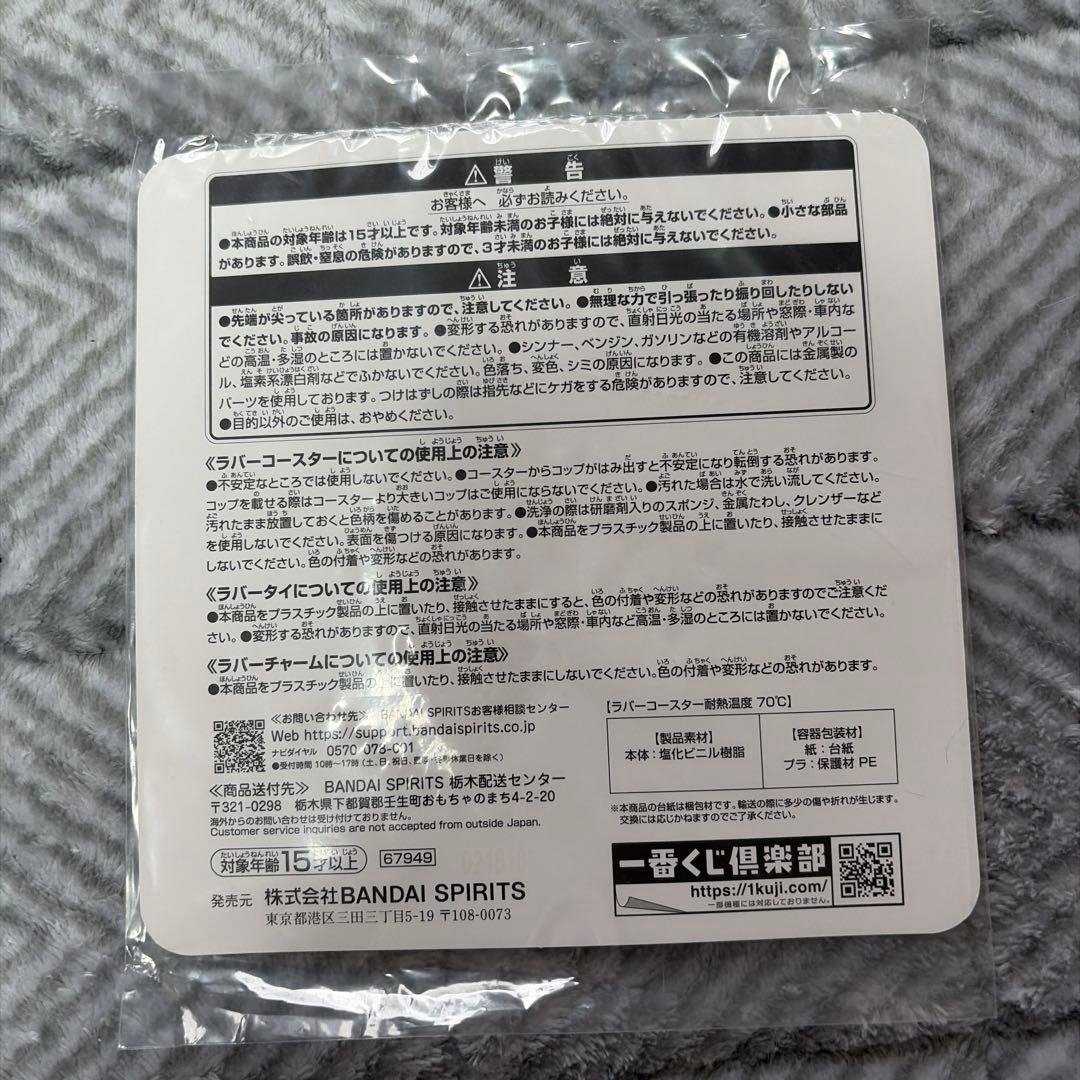 ⚠警告
お客様へ 必ずお読みください。
●本商品の対象年齢は15才以上です。対象年齢未満のお子様には絶対に与えないでください。●小さな部品
があります。誤飲・窒息の危険がありますので、3才未満のお子様には絶対に与えないでください。
⚠注意
●先端が尖っている箇所がありますので、注意してください。●無理な力で引っ張ったり振り回したりしない
でください。事故の原因になります。●変形する恐れがありますので、直射日光の当たる場所や窓際・車内な
どの高温・多湿のところには置かないでください。●シンナー、ベンジン、ガソリンなどの有機溶剤やアルコー
ル、塩素系漂白剤などでふかないでください。色落ち、変色、シミの原因になります。●この商品には金属製の
パーツを使用しております。つけはずしの際は指先などにケガをする危険がありますので、注意してください。
●目的以外のご使用は、おやめください。
《ラバーコースターについての使用上の注意》
●不安定なところでは使用しないでください。●コースターからコップがはみ出すと不安定になり転倒する恐れがあります。
コップを載せる際はコースターより大きいコップはご使用にならないでください。●汚れた場合は水で洗い流してください。
汚れたまま放置しておくと色柄を傷めることがあります。●洗浄の際は研磨剤入りのスポンジ、金属たわし、クレンザーなど
を使用しないでください。表面を傷つける原因になります。●本商品をプラスチック製品の上に置いたり、接触させたままに
しないでください。色の付着や変形などの恐れがあります。
《ラバータイについての使用上の注意》
●本商品をプラスチック製品の上に置いたり、接触させたままにすると、色の付着や変形などの恐れがありますのでご注意くだ
さい。●変形する恐れがありますので、直射日光の当たる場所や窓際・車内など高温・多湿のところには置かないでください。
《ラバーチャームについての使用上の注意》
●本商品をプラスチック製品の上に置いたり、接触させたままにしないでください。色の付着や変形などの恐れがあります。
≪お問い合わせ先≫ BANDAI SPIRITSお客様相談センター
Web https://support.bandaispirits.co.jp
ナビダイヤル 0570-078-001
●受付時間 10時〜17時(土、日、祝日、夏季・冬季休業日を除く)
≪商品送付先≫ BANDAI SPIRITS 栃木配送センター
〒321-0298 栃木県下都賀郡壬生町おもちゃのまち4-2-20
海外からのお問い合わせは受け付けておりません。
Customer service inquiries are not accepted from outside Japan.
対象年齢15才以上 67949
発売元 株式会社BANDAI SPIRITS
東京都港区三田三丁目5-19 〒108-0073
【ラバーコースター耐熱温度 70℃】
【製品素材】
本体:塩化ビニル樹脂
【容器包装材】
紙:台紙
プラ:保護材 PE
※本商品の台紙は梱包材です。輸送の際に多少の傷や折れが生じます。
交換には応じかねますのでご了承ください。
一番くじ倶楽部
https://1kuji.com/
一部機種には対応しておりません。